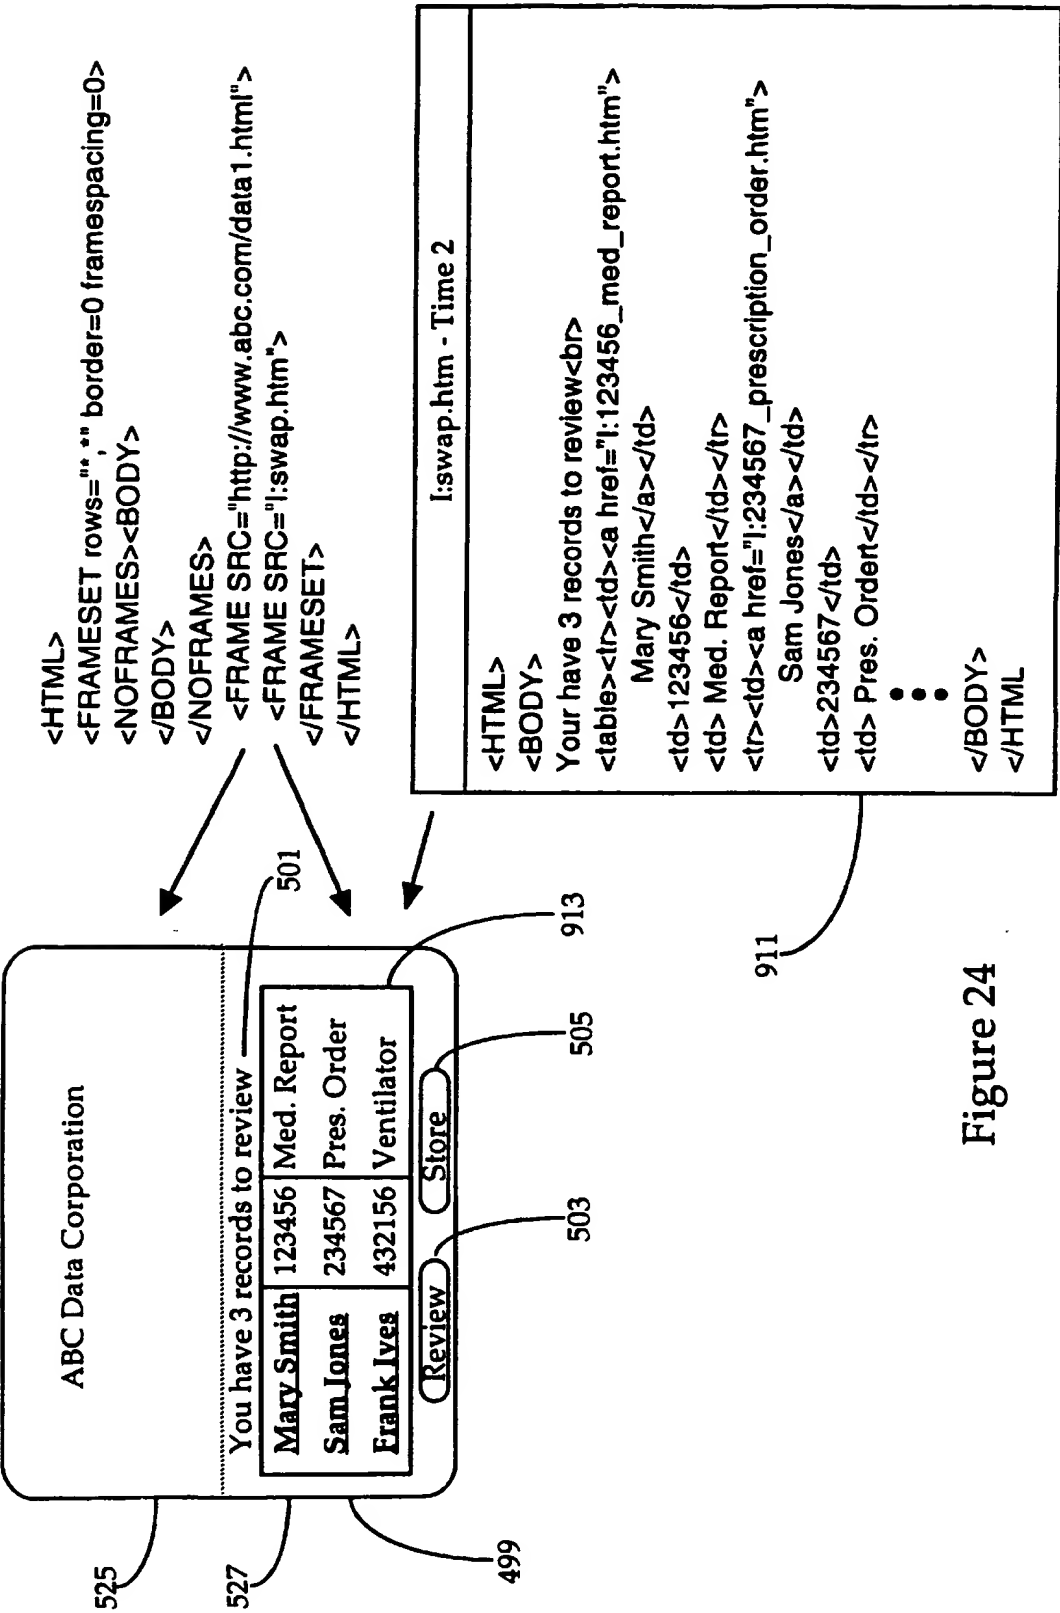 ABC Data Corporation
You have 3 records to review
Mary Smith 123456 Med. Report
Sam Jones 234567 Pres. Order
Frank Ives 432156 Ventilator
Review Store
525
527
499
503
505
913
501
<HTML>
<FRAMESET rows="*,*" border=0 framespacing=0>
<NOFRAMES><BODY>
</BODY>
</NOFRAMES>
<FRAME SRC="http://www.abc.com/data1.html">
<FRAME SRC="l:swap.htm">
</FRAMESET>
</HTML>
l:swap.htm - Time 2
<HTML>
<BODY>
Your have 3 records to review<br>
<table><tr><td><a href="l:123456_med_report.htm">
Mary Smith</a></td>
<td>123456</td>
<td> Med. Report</td></tr>
<tr><td><a href="l:234567_prescription_order.htm">
Sam Jones</a></td>
<td>234567</td>
<td> Pres. Ordert</td></tr>
</BODY>
</HTML
911
Figure 24